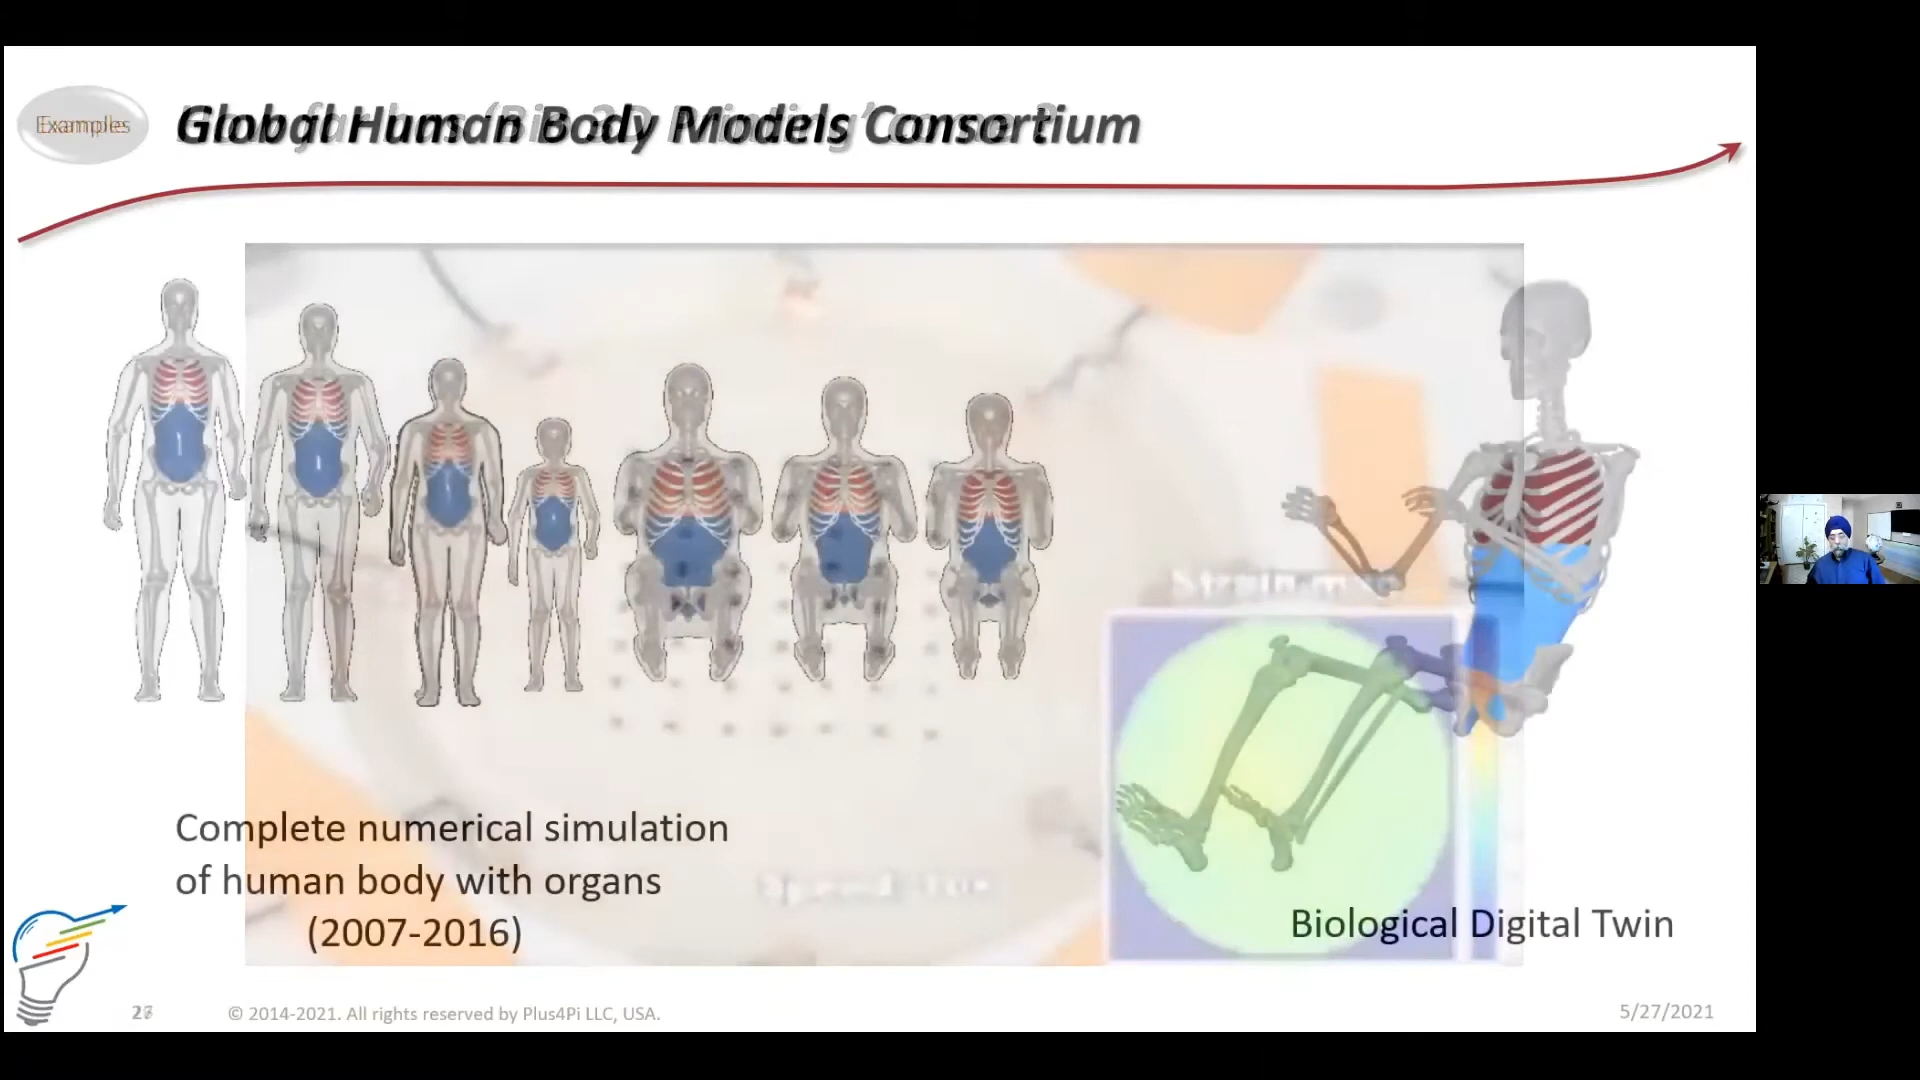 Examples
Global Human Body Models Consortium
Complete numerical simulation
of human body with organs
(2007-2016)
Biological Digital Twin
© 2014-2021. All rights reserved by Plus4Pi LLC, USA.
5/27/2021